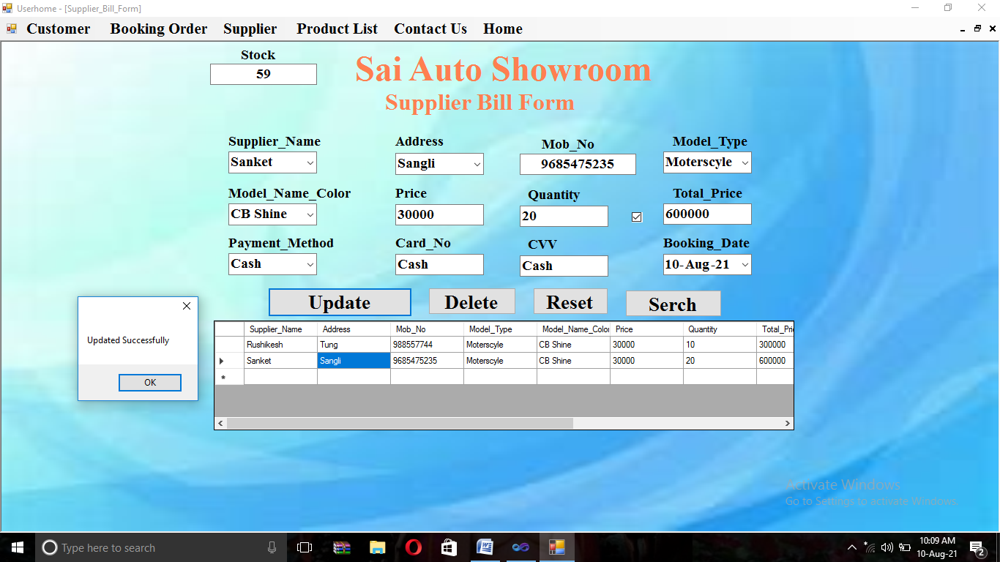 Userhome - [Supplier_Bill_Form]
Customer Booking Order Supplier Product List Contact Us Home
Stock
59
Sai Auto Showroom
Supplier Bill Form
Supplier_Name Address Mob_No Model_Type
Sanket Sangli 9685475235 Moterscyle
Model_Name_Color Price Quantity Total_Price
CB Shine 30000 20 600000
Payment_Method Card_No CVV Booking_Date
Cash Cash Cash 10-Aug-21
Update Delete Reset Serch
Updated Successfully
OK
Supplier_Name Address Mob_No Model_Type Model_Name_Color Price Quantity Total_Pri
Rushikesh Tung 988557744 Moterscyle CB Shine 30000 10 300000
Sanket Sangli 9685475235 Moterscyle CB Shine 30000 20 600000
Activate Windows
Go to Settings to activate Windows.
Type here to search
10:09 AM
10-Aug-21
2